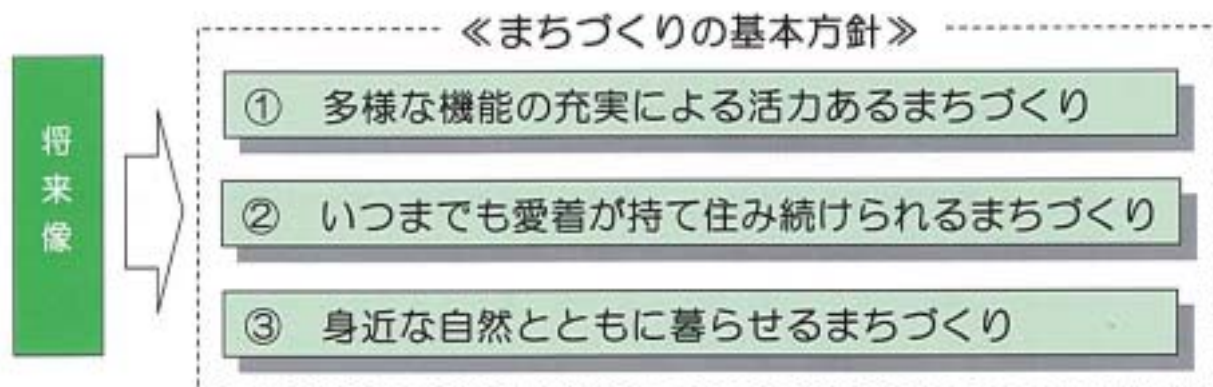 ≪まちづくりの基本方針≫
将来像
① 多様な機能の充実による活力あるまちづくり
② いつまでも愛着が持て住み続けられるまちづくり
③ 身近な自然とともに暮らせるまちづくり